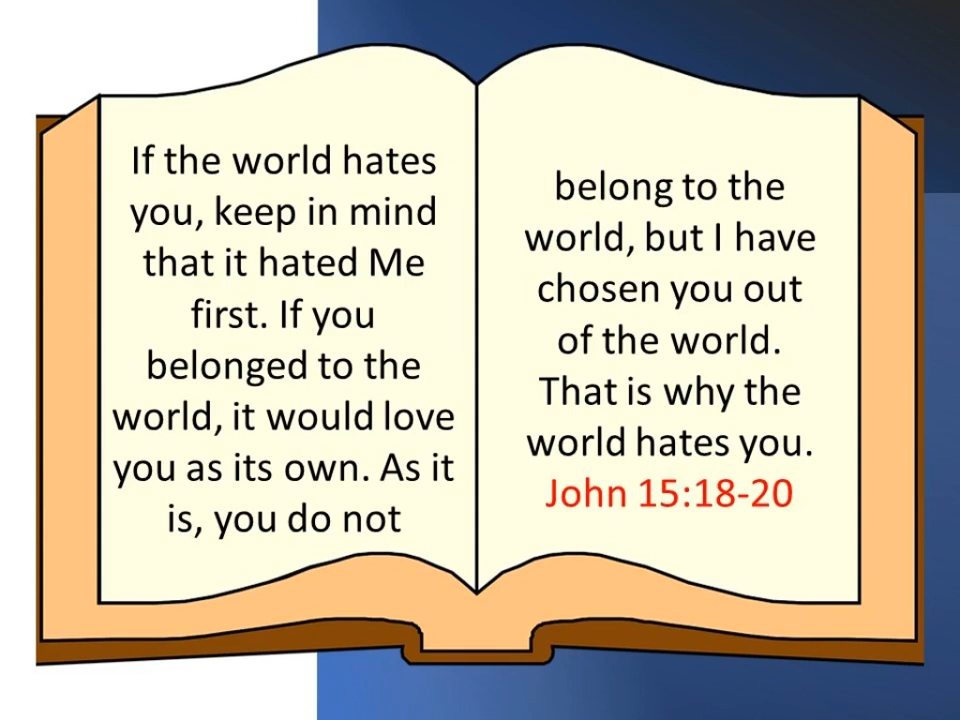 If the world hates
you, keep in mind
that it hated Me
first. If you
belonged to the
world, it would love
you as its own. As it
is, you do not
belong to the
world, but I have
chosen you out
of the world.
That is why the
world hates you.
John 15:18-20